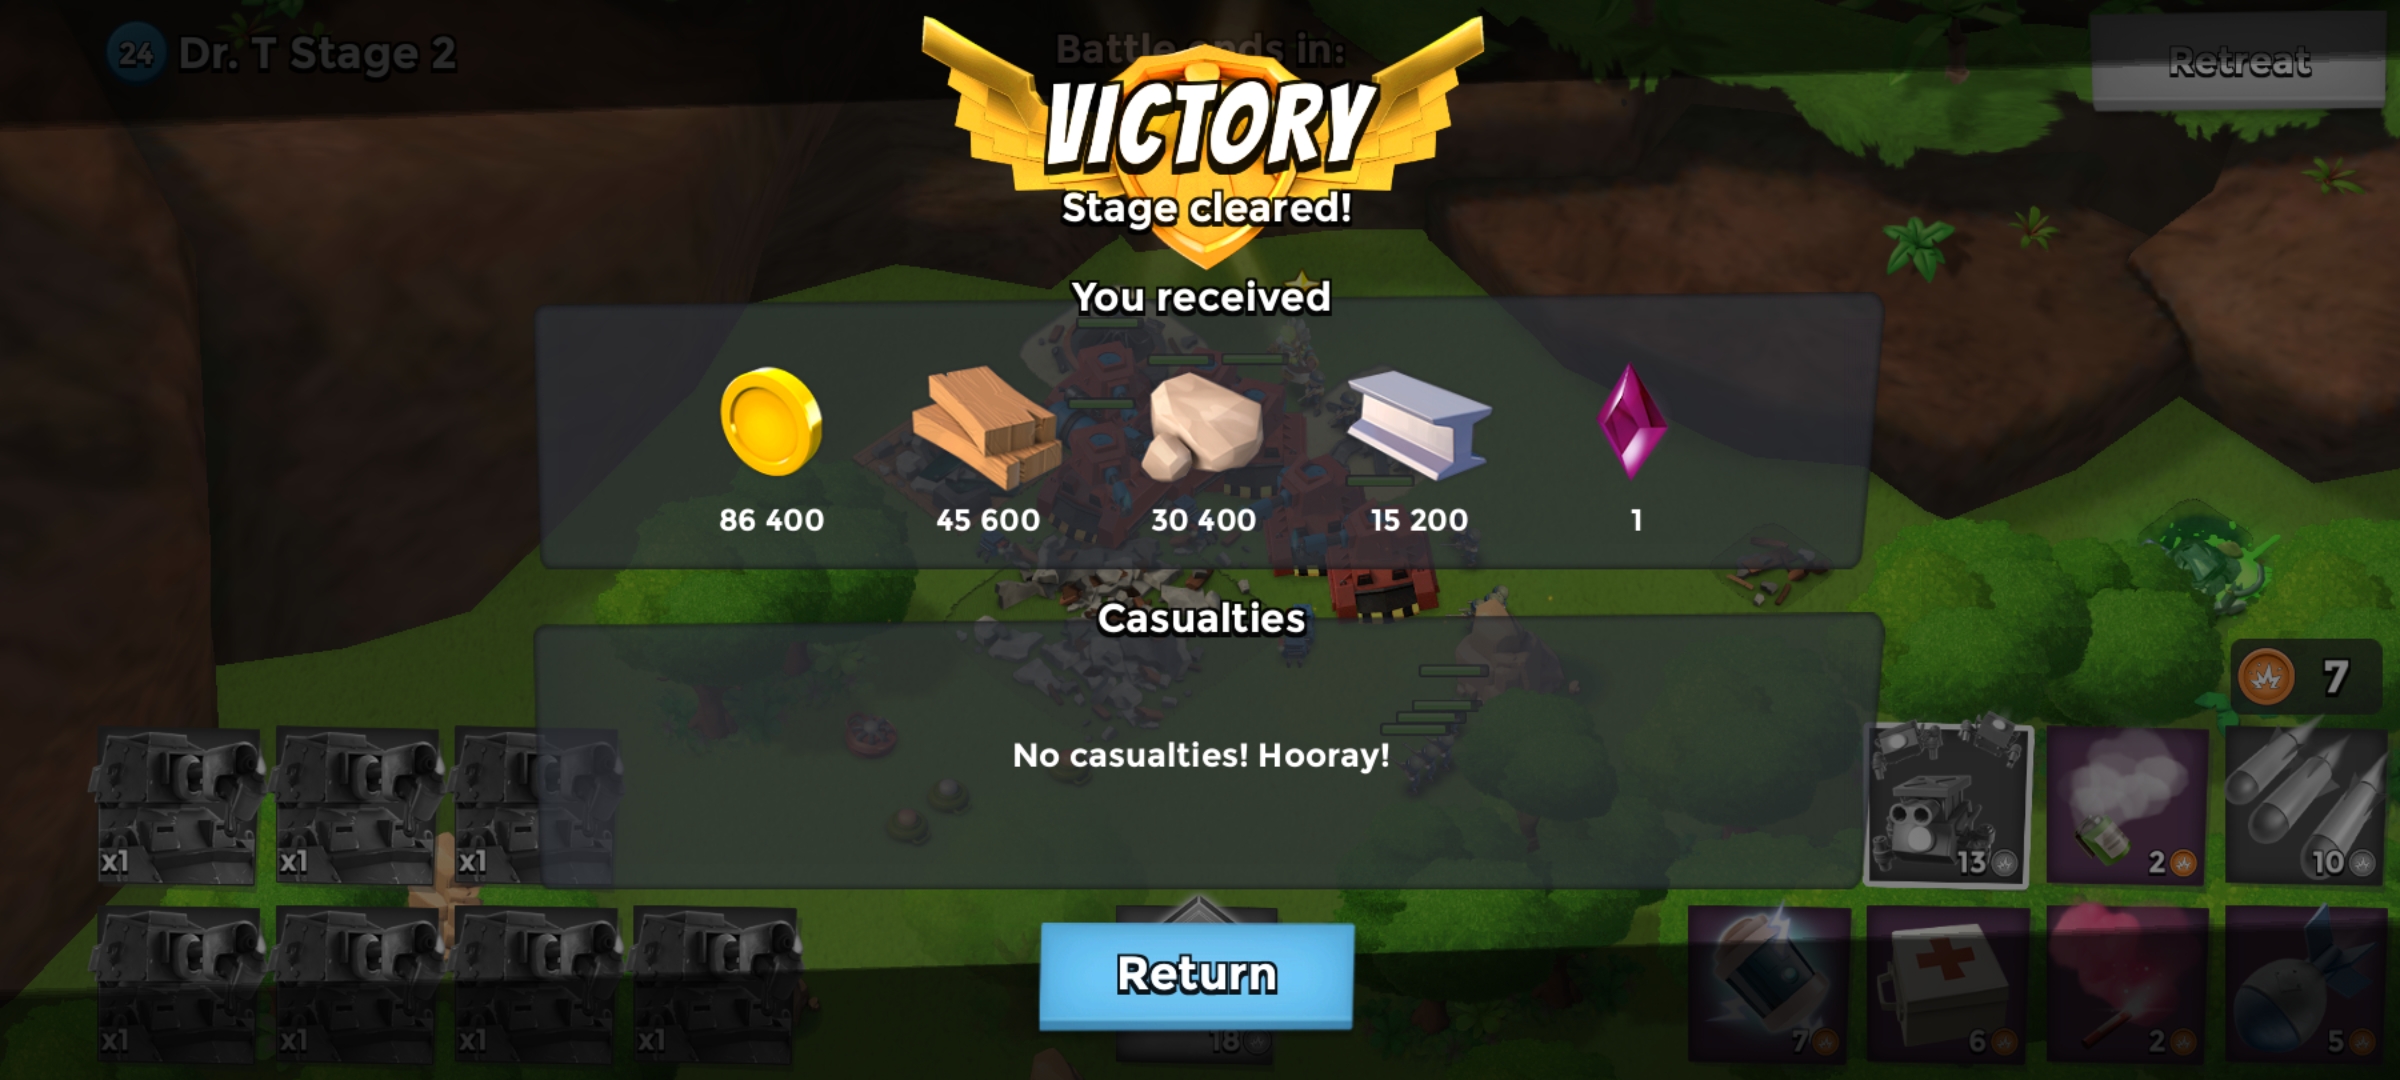 24 Dr. T Stage 2
Battle ends in:
Retreat
VICTORY
Stage cleared!
You received
86 400
45 600
30 400
15 200
1
Casualties
No casualties! Hooray!
7
x1
x1
x1
13
2
10
x1
x1
x1
x1
Return
18
7
6
2
5